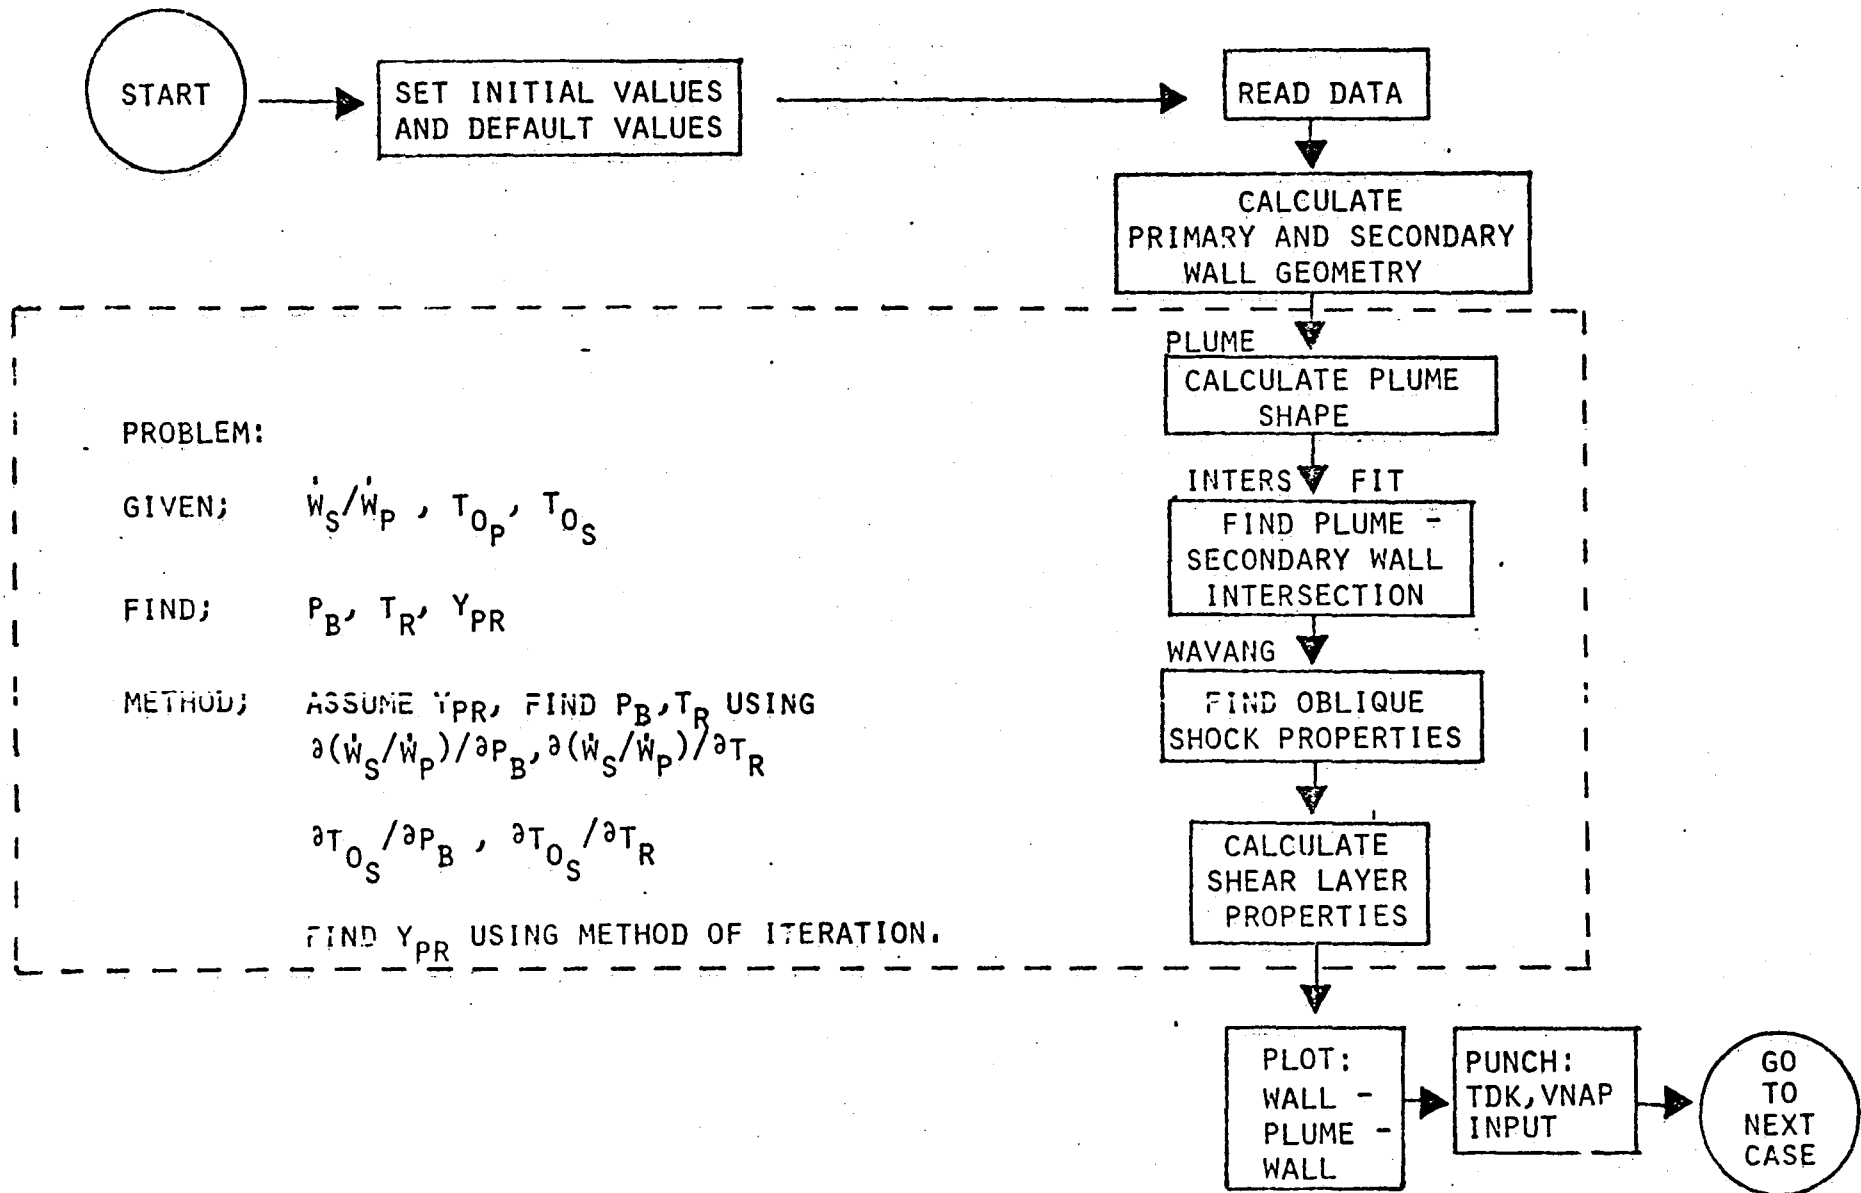 START
SET INITIAL VALUES
AND DEFAULT VALUES
READ DATA
CALCULATE
PRIMARY AND SECONDARY
WALL GEOMETRY
PLUME
CALCULATE PLUME
SHAPE
INTERS FIT
FIND PLUME -
SECONDARY WALL
INTERSECTION
WAVANG
FIND OBLIQUE
SHOCK PROPERTIES
CALCULATE
SHEAR LAYER
PROPERTIES
PROBLEM:
GIVEN; Ẇ_S/Ẇ_P , T_O_P, T_O_S
FIND; P_B, T_R, Y_PR
METHOD; ASSUME Y_PR, FIND P_B,T_R USING
∂(Ẇ_S/Ẇ_P)/∂P_B,∂(Ẇ_S/Ẇ_P)/∂T_R
∂T_O_S/∂P_B , ∂T_O_S/∂T_R
FIND Y_PR USING METHOD OF ITERATION.
PLOT:
WALL -
PLUME -
WALL
PUNCH:
TDK,VNAP
INPUT
GO
TO
NEXT
CASE